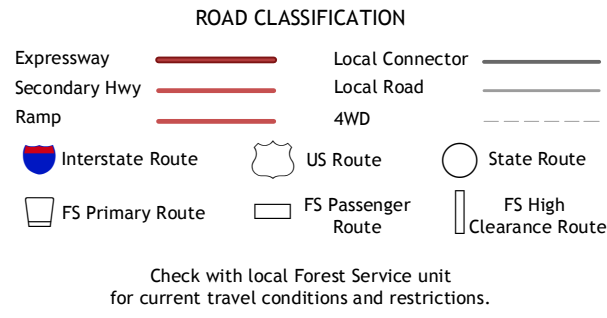 ROAD CLASSIFICATION
Expressway
Local Connector
Secondary Hwy
Local Road
Ramp
4WD
Interstate Route
US Route
State Route
FS Primary Route
FS Passenger
Route
FS High
Clearance Route
Check with local Forest Service unit
for current travel conditions and restrictions.